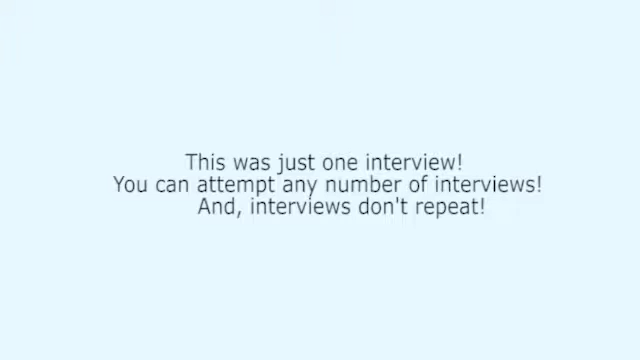 This was just one interview!
You can attempt any number of interviews!
And, interviews don't repeat!